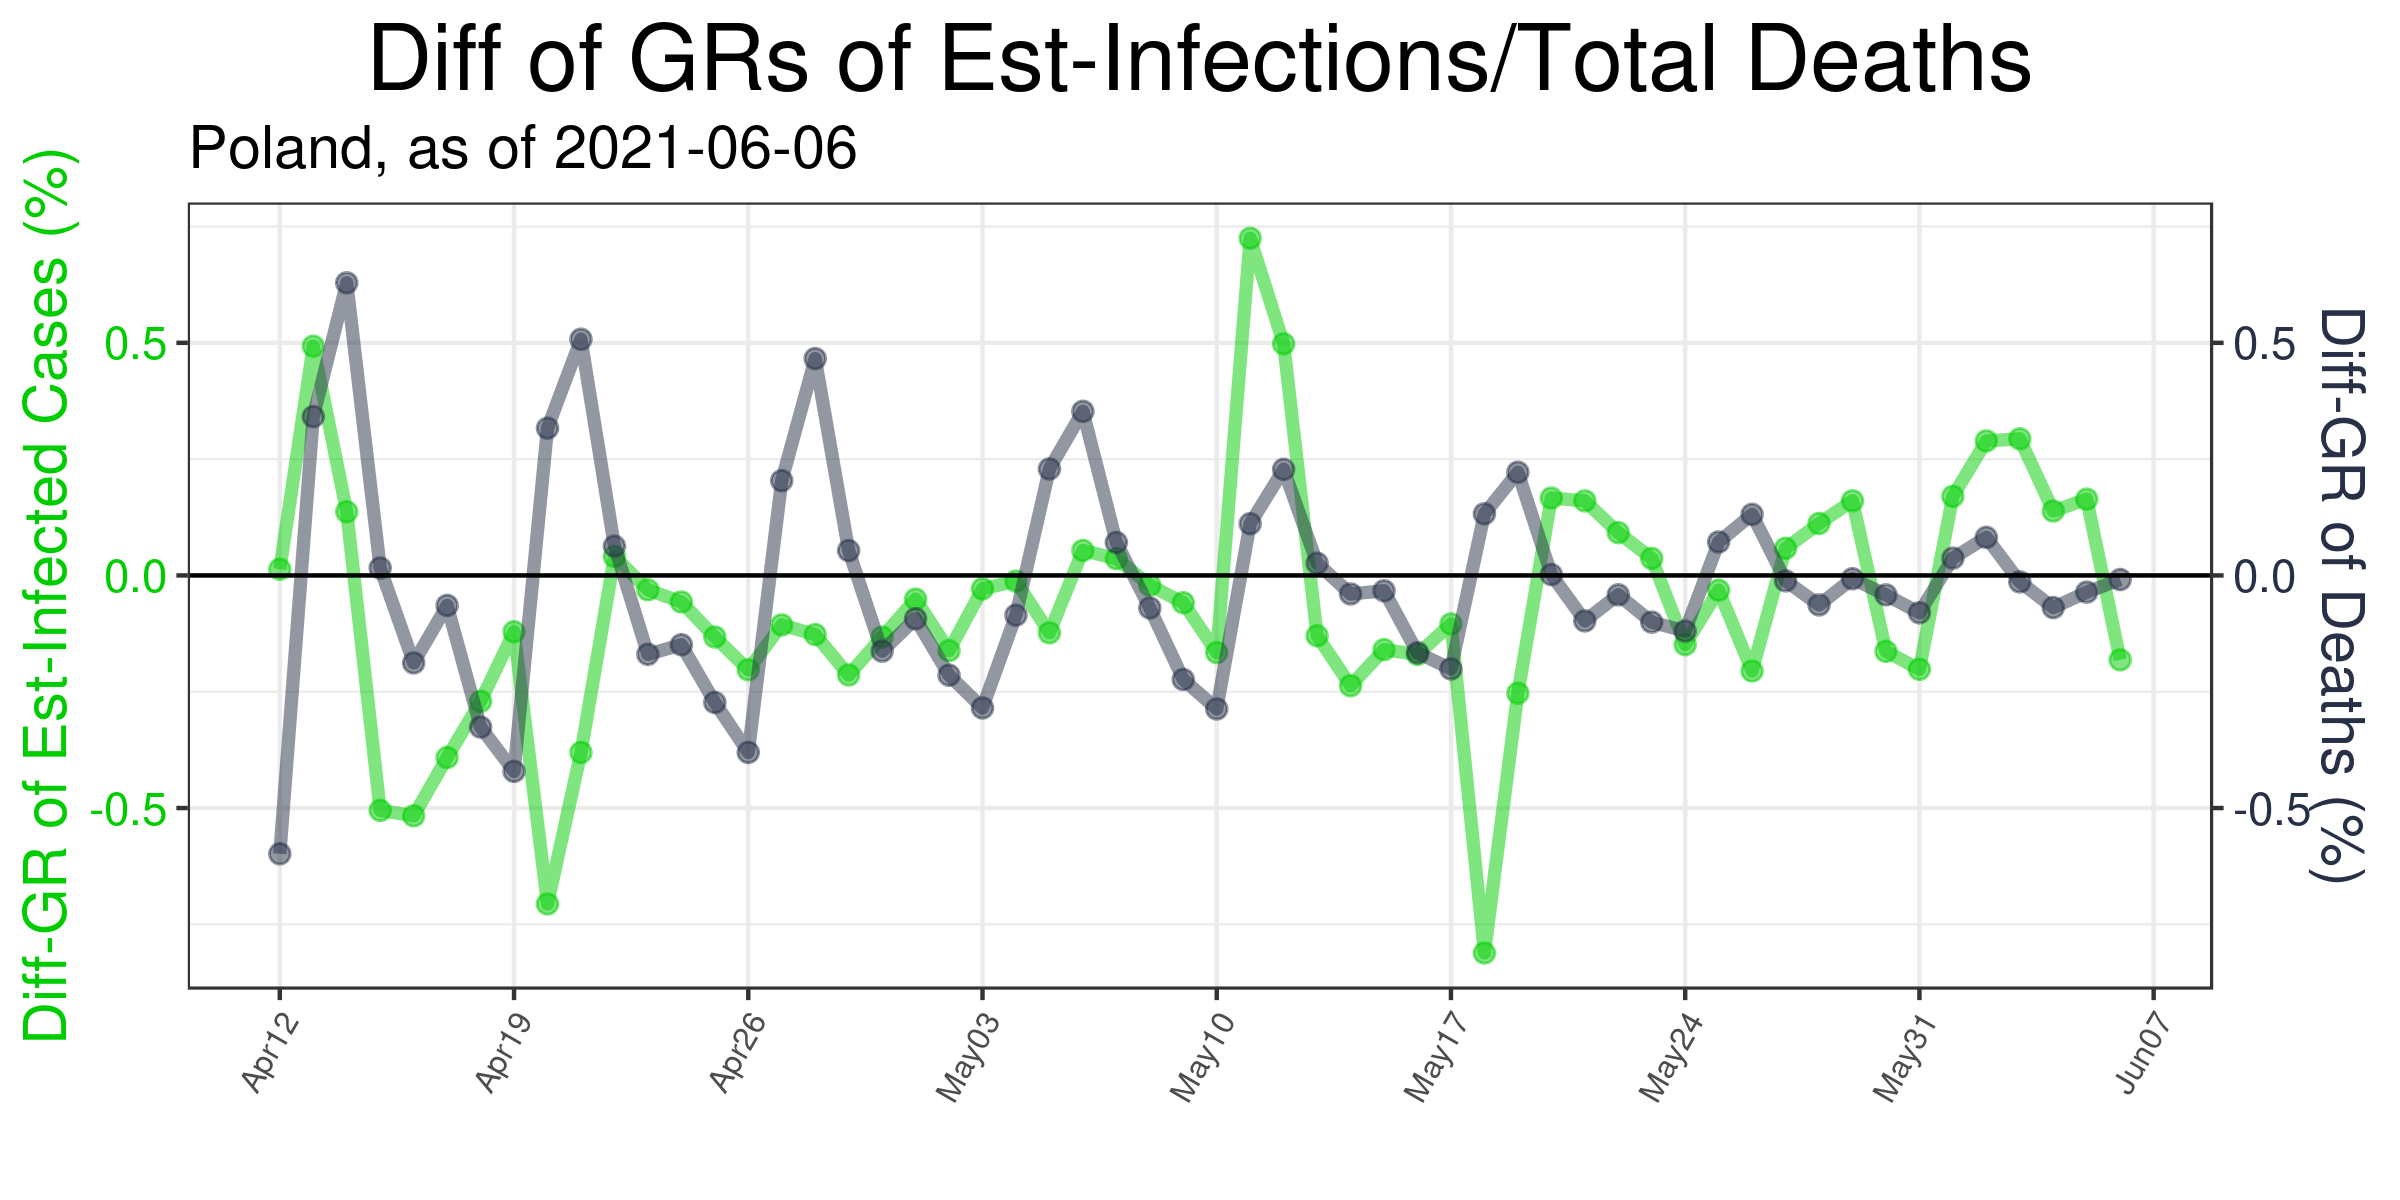 Diff of GRs of Est-Infections/Total Deaths
Poland, as of 2021-06-06
Diff-GR of Est-Infected Cases (%)
0.5
0.0
-0.5
0.5
0.0
-0.5
Diff-GR of Deaths (%)
Apr12
Apr19
Apr26
May03
May10
May17
May24
May31
Jun07